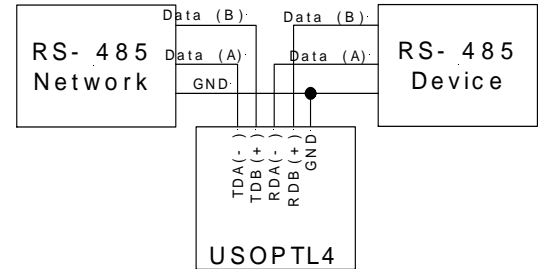 Data (B)
Data (B)
RS- 485
Network
Data (A)
Data (A)
RS- 485
Device
GND
TDA(-)
TDB(+)
RDA(-)
RDB(+)
GND
USOPTL4